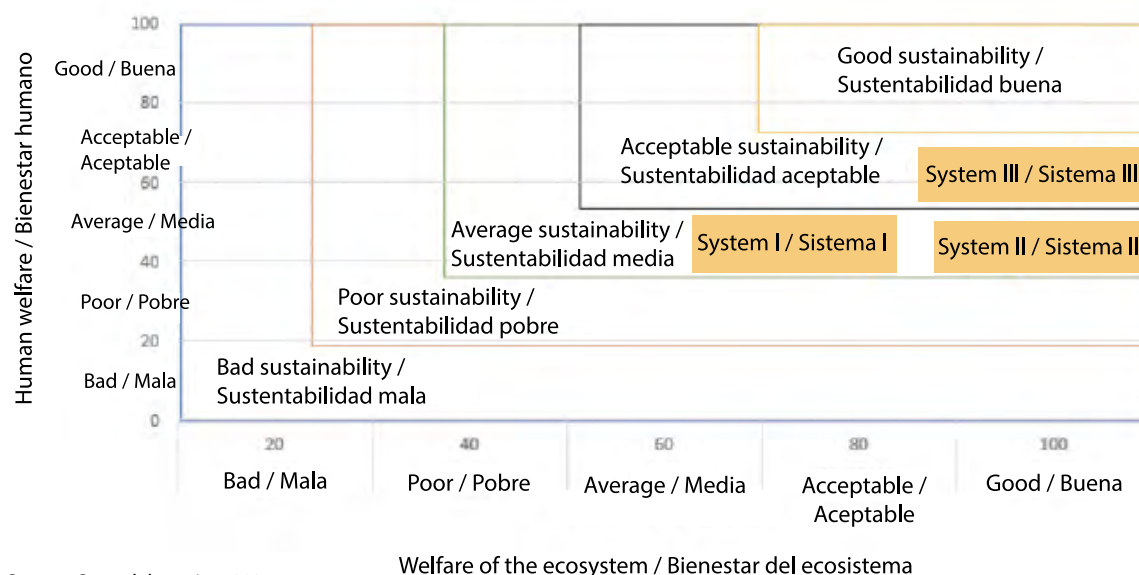 Human welfare / Bienestar humano
100
Good / Buena
80
Acceptable /
Aceptable
60
Average / Media
40
Poor / Pobre
20
Bad / Mala
0
Good sustainability /
Sustentabilidad buena
Acceptable sustainability /
Sustentabilidad aceptable
System III / Sistema III
Average sustainability /
Sustentabilidad media
System I / Sistema I
System II / Sistema II
Poor sustainability /
Sustentabilidad pobre
Bad sustainability /
Sustentabilidad mala
20
40
60
80
100
Bad / Mala
Poor / Pobre
Average / Media
Acceptable /
Aceptable
Good / Buena
Welfare of the ecosystem / Bienestar del ecosistema